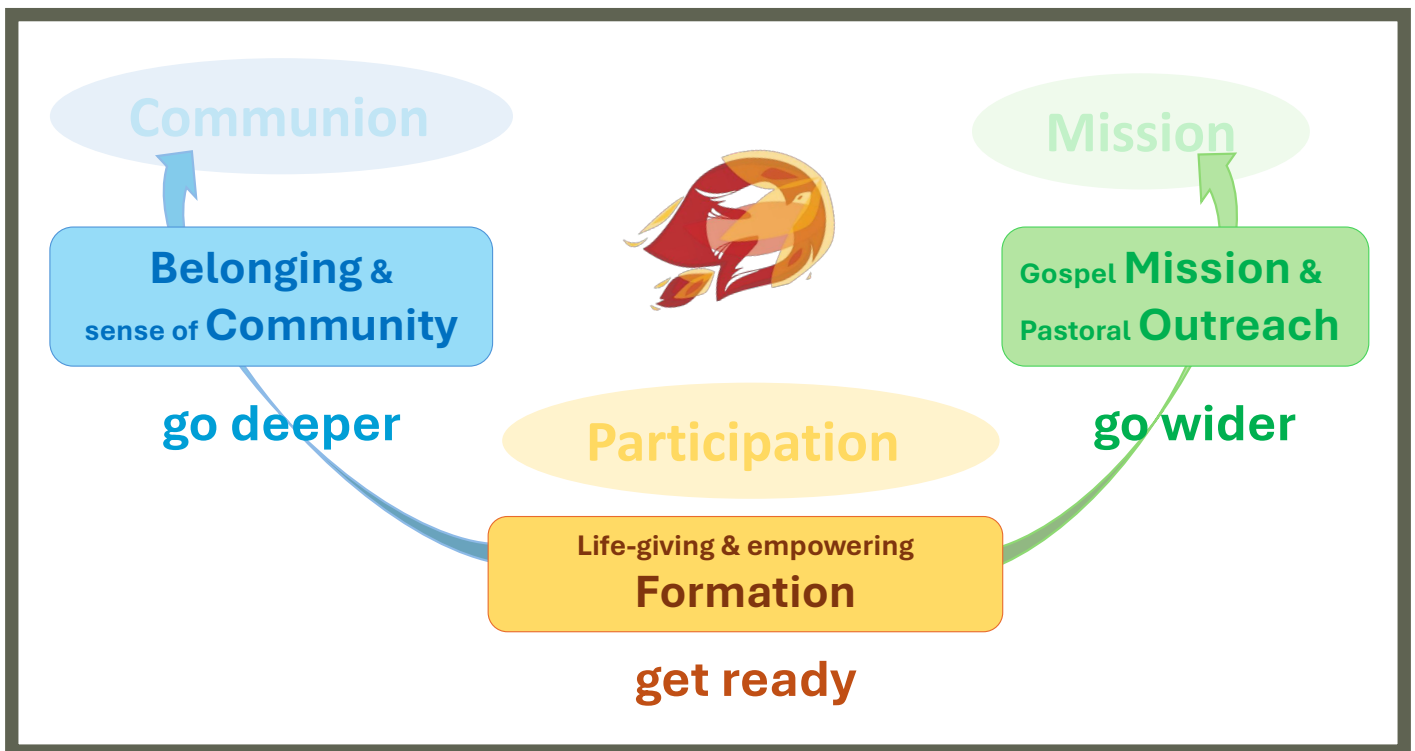 Communion
Mission
Belonging &
sense of Community
Gospel Mission &
Pastoral Outreach
go deeper
go wider
Participation
Life-giving & empowering
Formation
get ready